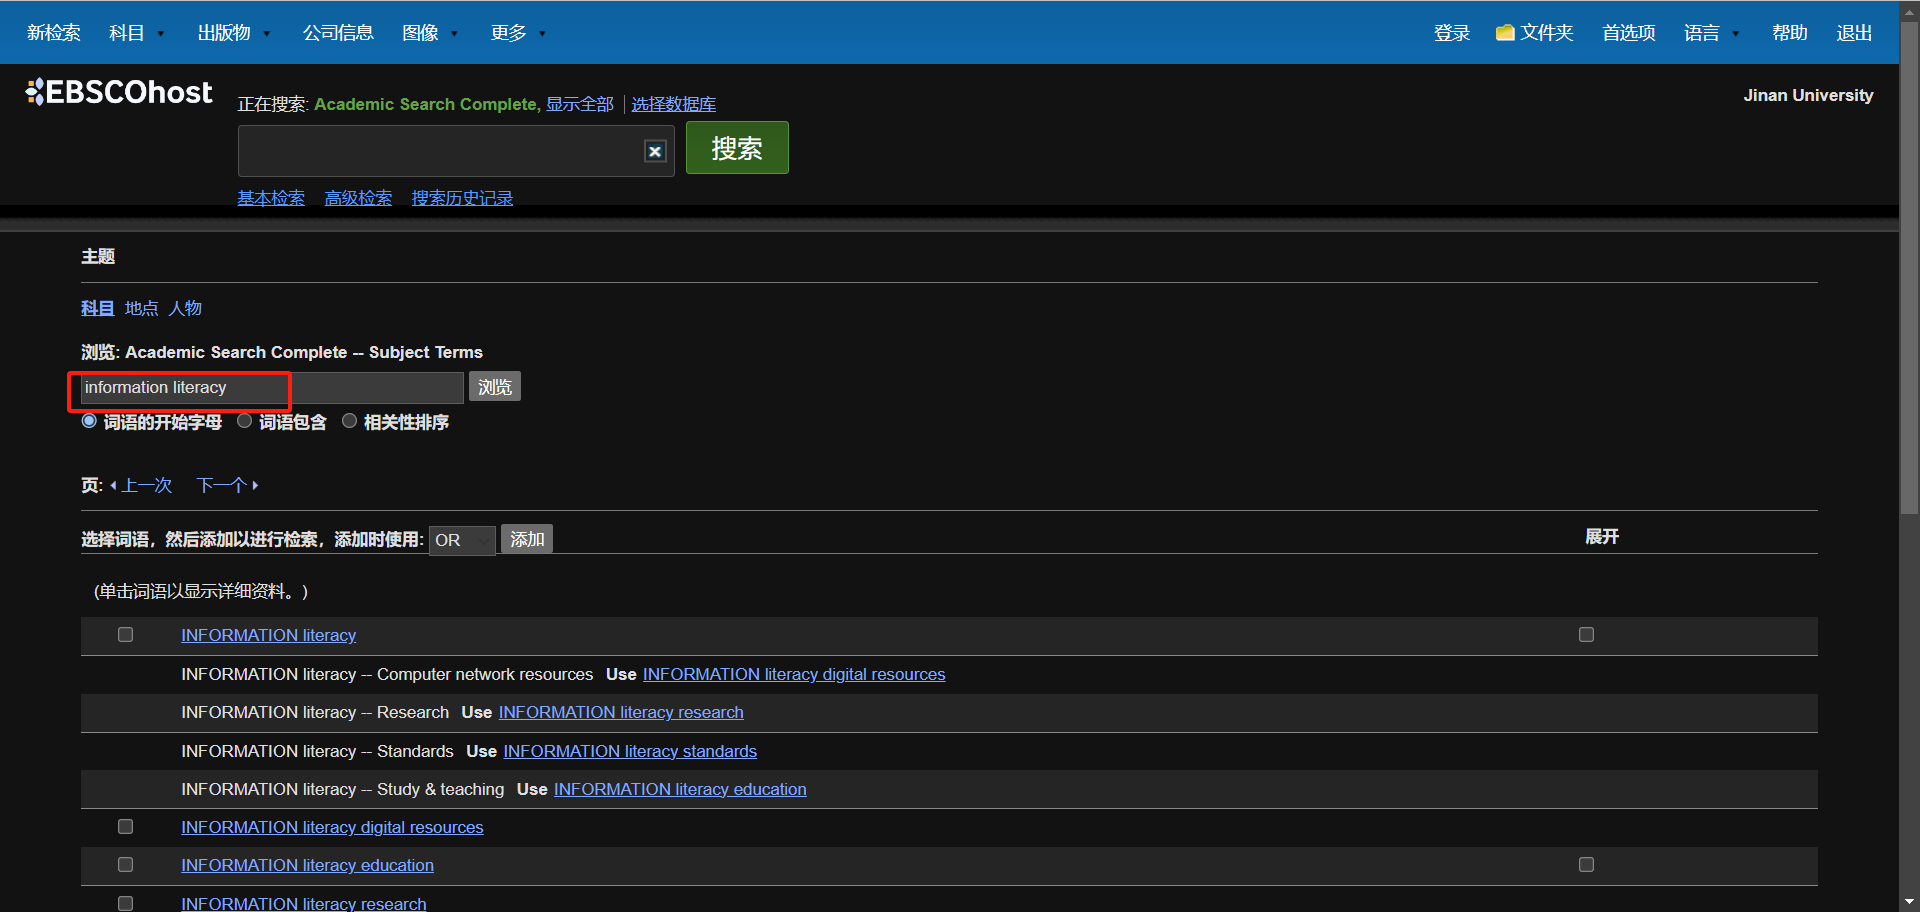 新检索 科目 出版物 公司信息 图像 更多 登录 文件夹 首选项 语言 帮助 退出
EBSCOhost
正在搜索: Academic Search Complete, 显示全部 | 选择数据库
Jinan University
搜索
基本检索 高级检索 搜索历史记录
主题
科目 地点 人物
浏览: Academic Search Complete -- Subject Terms
information literacy 浏览
词语的开始字母 词语包含 相关性排序
页: 上一次 下一个
选择词语，然后添加以进行检索，添加时使用: OR 添加 展开
(单击词语以显示详细资料。)
INFORMATION literacy
INFORMATION literacy -- Computer network resources Use INFORMATION literacy digital resources
INFORMATION literacy -- Research Use INFORMATION literacy research
INFORMATION literacy -- Standards Use INFORMATION literacy standards
INFORMATION literacy -- Study & teaching Use INFORMATION literacy education
INFORMATION literacy digital resources
INFORMATION literacy education
INFORMATION literacy research